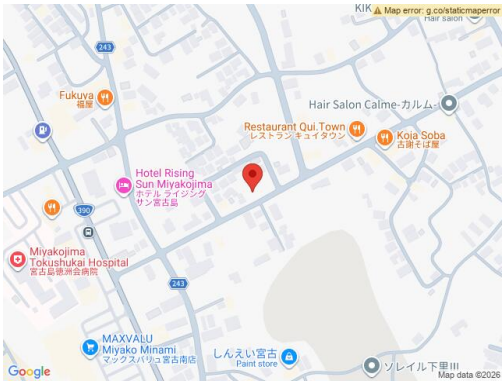 KIK
Map error: g.co/staticmaperror
Hair salon
243
Fukuya
福屋
Hair Salon Calme-カルム-
Restaurant Qui.Town
レストラン キュイタウン
Koja Soba
古謝そば屋
Hotel Rising
Sun Miyakojima
ホテル ライジング
サン宮古島
390
Miyakojima
Tokushukai Hospital
宮古島徳洲会病院
243
MAXVALU
Miyako Minami
マックスバリュ宮古南店
しんえい宮古
Paint store
ソレイル下里川
Google
Map data ©2026